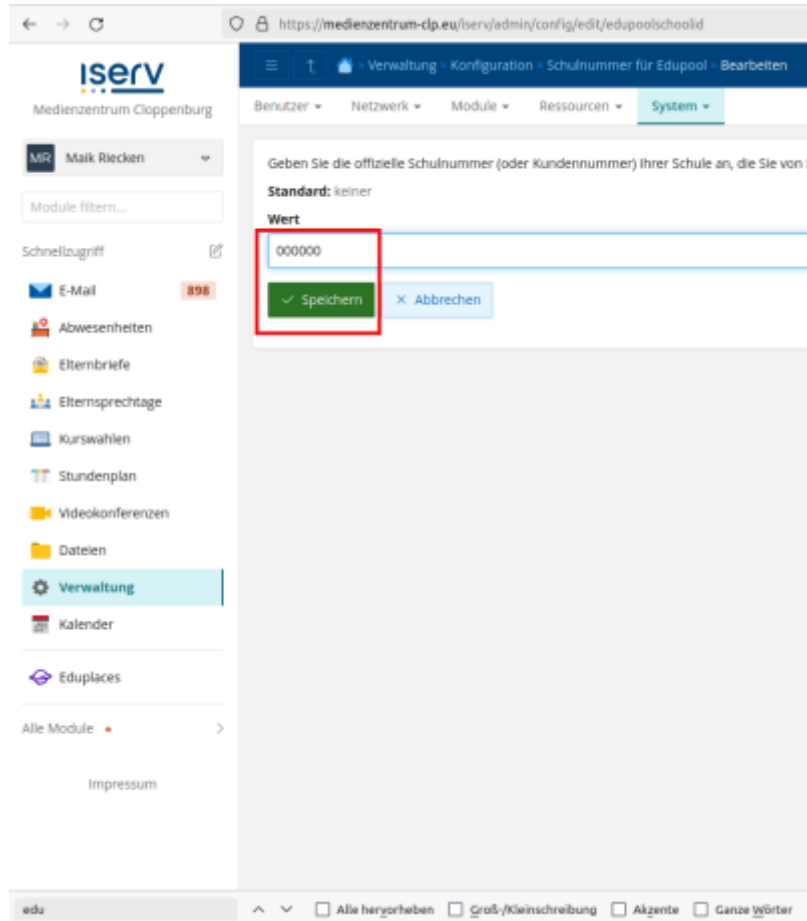 https://medienzentrum-clp.eu/iserv/admin/config/edit/edupoolschoolid
IServ
Medienzentrum Cloppenburg
MR Maik Riecken
Module filtern...
Schnellzugriff
E-Mail 898
Abwesenheiten
Elternbriefe
Elternsprechtage
Kurswahlen
Stundenplan
Videokonferenzen
Dateien
Verwaltung
Kalender
Eduplaces
Alle Module
Impressum
Verwaltung Konfiguration Schulnummer für Edupool Bearbeiten
Benutzer Netzwerk Module Ressourcen System
Geben Sie die offizielle Schulnummer (oder Kundennummer) Ihrer Schule an, die Sie von
Standard: keiner
Wert
000000
Speichern Abbrechen
edu Alle hervorheben Groß-/Kleinschreibung Akzente Ganze Wörter